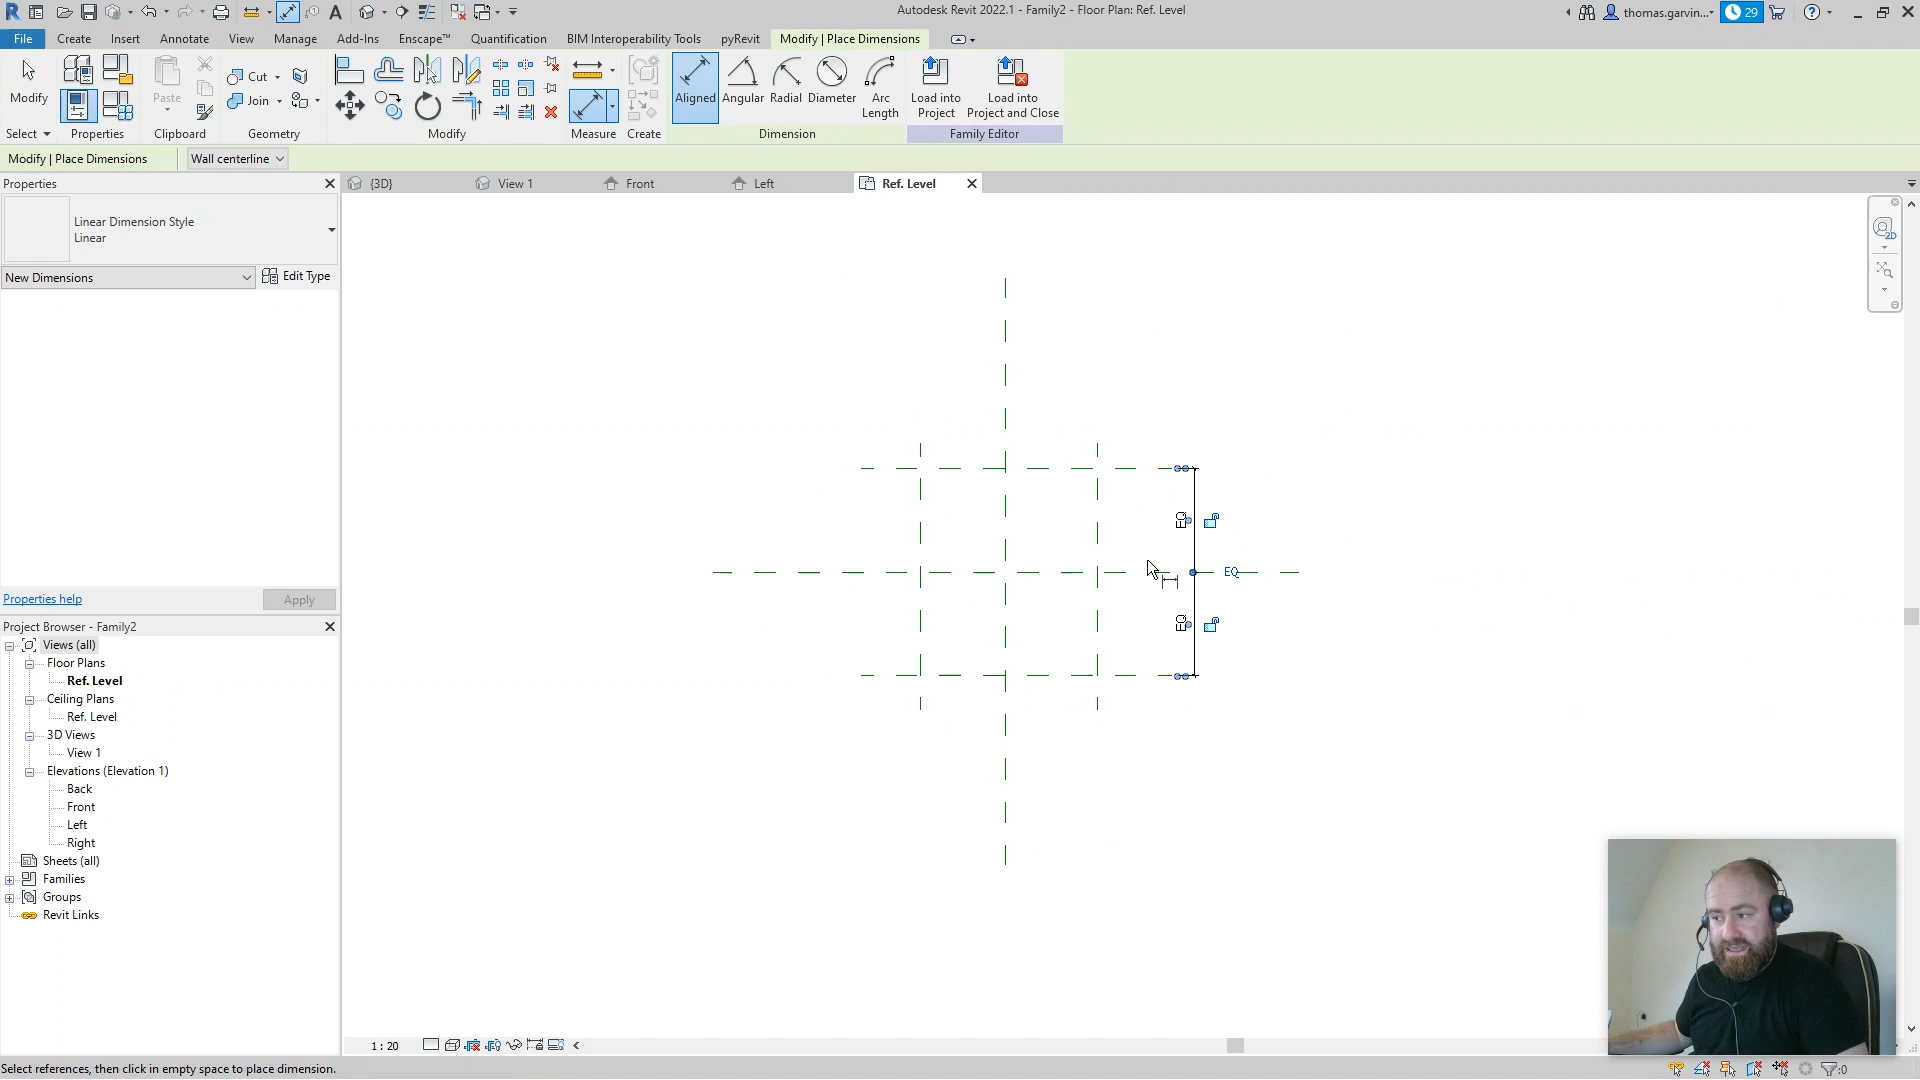 Autodesk Revit 2022.1 - Family2 - Floor Plan: Ref. Level
thomas.garvin...
29
File
Create
Insert
Annotate
View
Manage
Add-Ins
Enscape™
Quantification
BIM Interoperability Tools
pyRevit
Modify | Place Dimensions
Modify
Paste
Cut
Join
Aligned
Angular
Radial
Diameter
Arc
Length
Load into
Project
Load into
Project and Close
Select
Properties
Clipboard
Geometry
Modify
Measure
Create
Dimension
Family Editor
Modify | Place Dimensions
Wall centerline
Properties
{3D}
View 1
Front
Left
Ref. Level
2D
Linear Dimension Style
Linear
New Dimensions
Edit Type
EQ
EQ
EQ
Properties help
Apply
Project Browser - Family2
Views (all)
Floor Plans
Ref. Level
Ceiling Plans
Ref. Level
3D Views
View 1
Elevations (Elevation 1)
Back
Front
Left
Right
Sheets (all)
Families
Groups
Revit Links
1 : 20
Select references, then click in empty space to place dimension.
:0